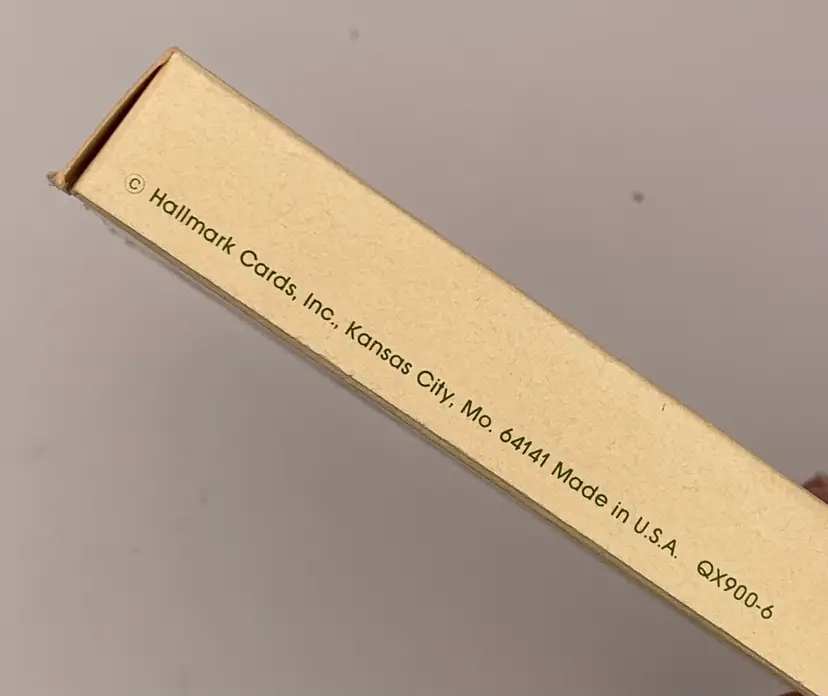 © Hallmark Cards, Inc., Kansas City, Mo. 64141 Made in U.S.A. QX900-6